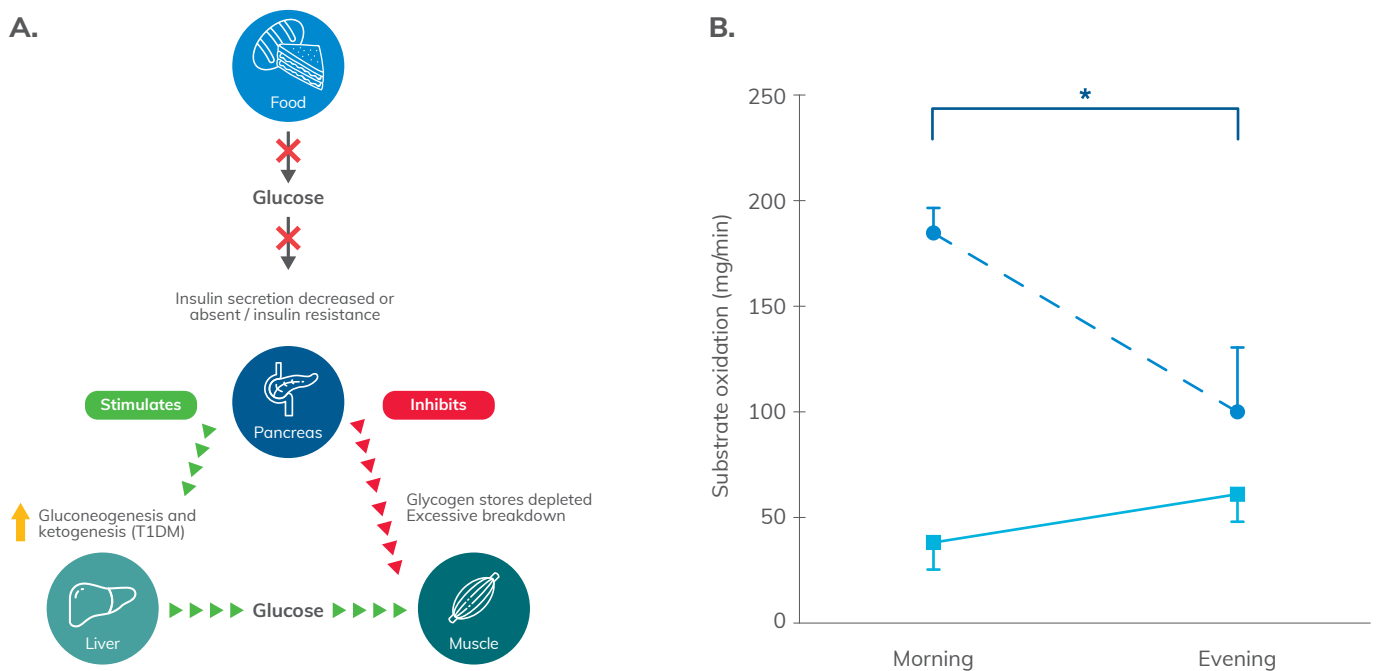 A.
Food
Glucose
Insulin secretion decreased or
absent / insulin resistance
Stimulates
Inhibits
Pancreas
Gluconeogenesis and
ketogenesis (T1DM)
Glycogen stores depleted
Excessive breakdown
Liver
Glucose
Muscle
B.
Substrate oxidation (mg/min)
250
200
150
100
50
0
*
Morning
Evening